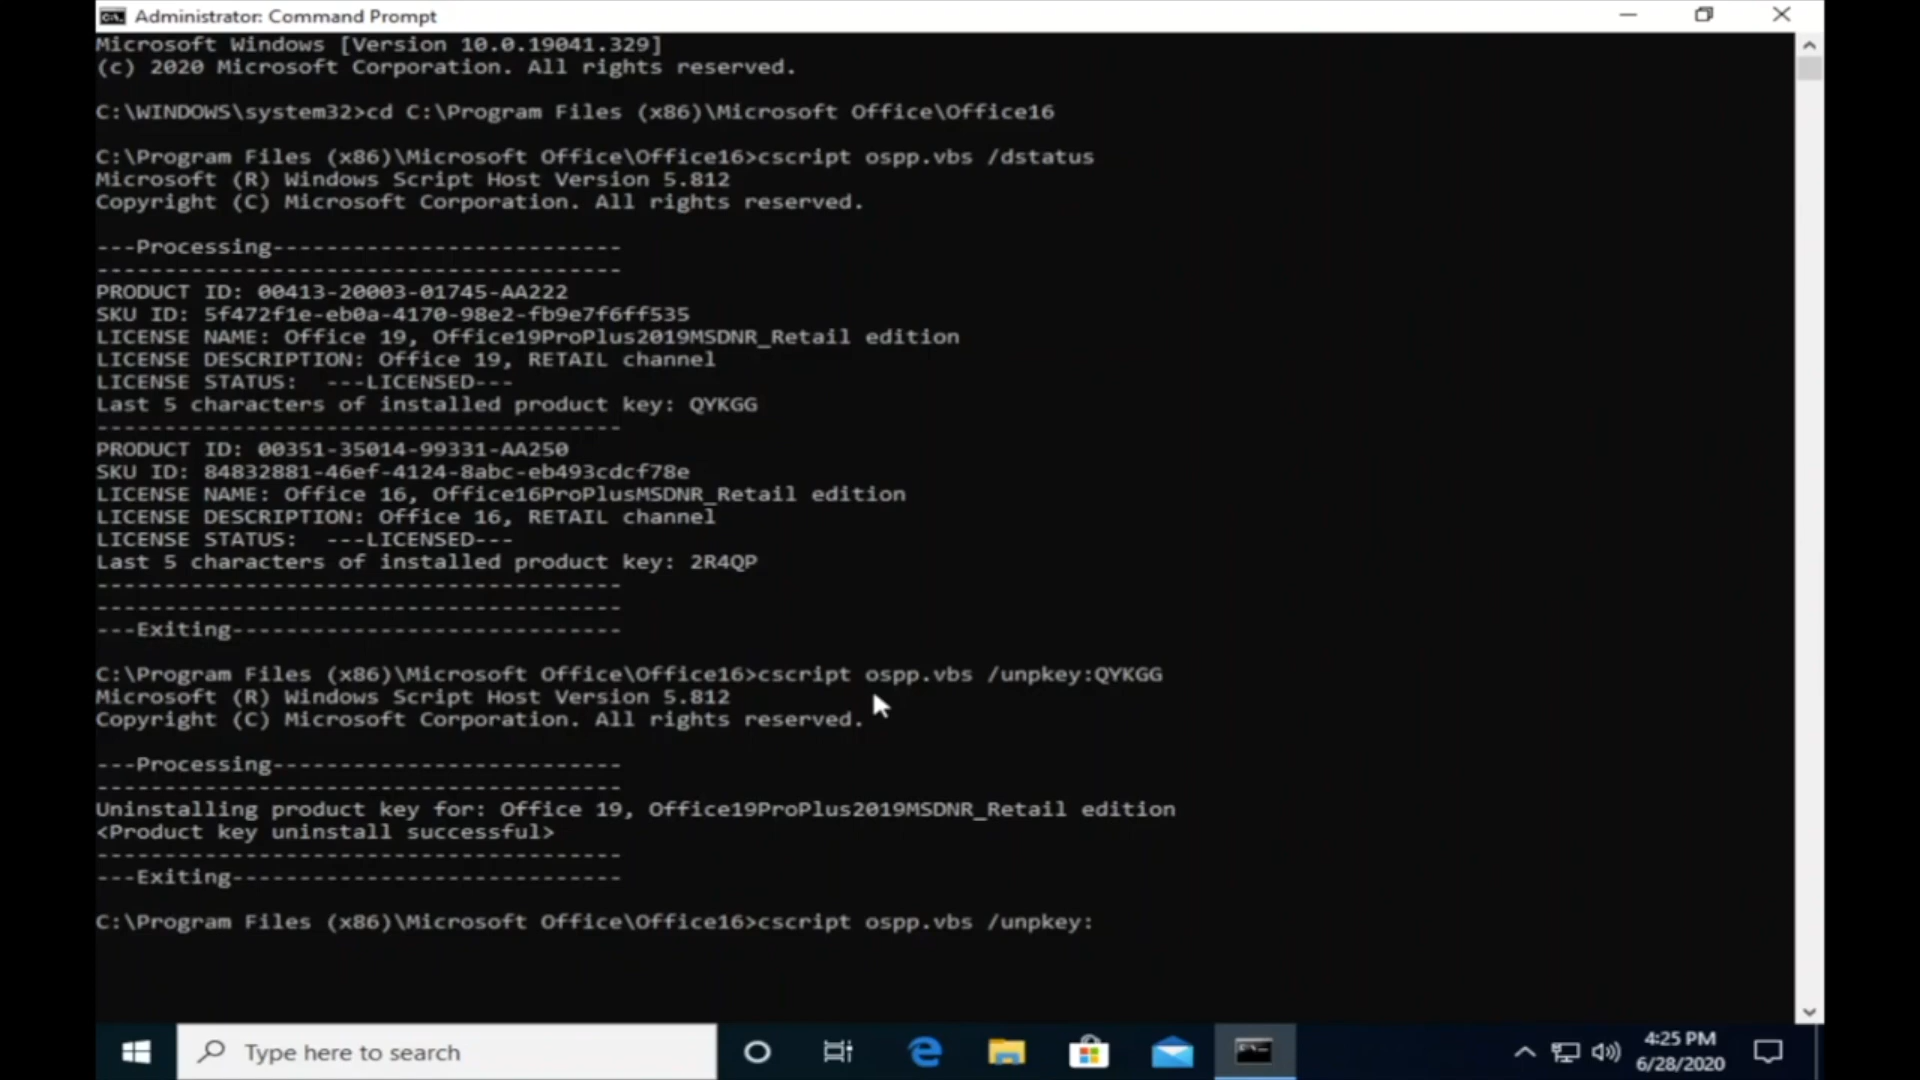 Administrator: Command Prompt
Microsoft Windows [Version 10.0.19041.329]
(c) 2020 Microsoft Corporation. All rights reserved.
C:\WINDOWS\system32>cd C:\Program Files (x86)\Microsoft Office\Office16
C:\Program Files (x86)\Microsoft Office\Office16>cscript ospp.vbs /dstatus
Microsoft (R) Windows Script Host Version 5.812
Copyright (C) Microsoft Corporation. All rights reserved.
---Processing--------------------------
---------------------------------------
PRODUCT ID: 00413-20003-01745-AA222
SKU ID: 5f472f1e-eb0a-4170-98e2-fb9e7f6ff535
LICENSE NAME: Office 19, Office19ProPlus2019MSDNR_Retail edition
LICENSE DESCRIPTION: Office 19, RETAIL channel
LICENSE STATUS:  ---LICENSED---
Last 5 characters of installed product key: QYKGG
---------------------------------------
PRODUCT ID: 00351-35014-99331-AA250
SKU ID: 84832881-46ef-4124-8abc-eb493cdcf78e
LICENSE NAME: Office 16, Office16ProPlusMSDNR_Retail edition
LICENSE DESCRIPTION: Office 16, RETAIL channel
LICENSE STATUS:  ---LICENSED---
Last 5 characters of installed product key: 2R4QP
---------------------------------------
---------------------------------------
---Exiting-----------------------------
C:\Program Files (x86)\Microsoft Office\Office16>cscript ospp.vbs /unpkey:QYKGG
Microsoft (R) Windows Script Host Version 5.812
Copyright (C) Microsoft Corporation. All rights reserved.
---Processing--------------------------
---------------------------------------
Uninstalling product key for: Office 19, Office19ProPlus2019MSDNR_Retail edition
<Product key uninstall successful>
---------------------------------------
---Exiting-----------------------------
C:\Program Files (x86)\Microsoft Office\Office16>cscript ospp.vbs /unpkey:
Type here to search
4:25 PM
6/28/2020